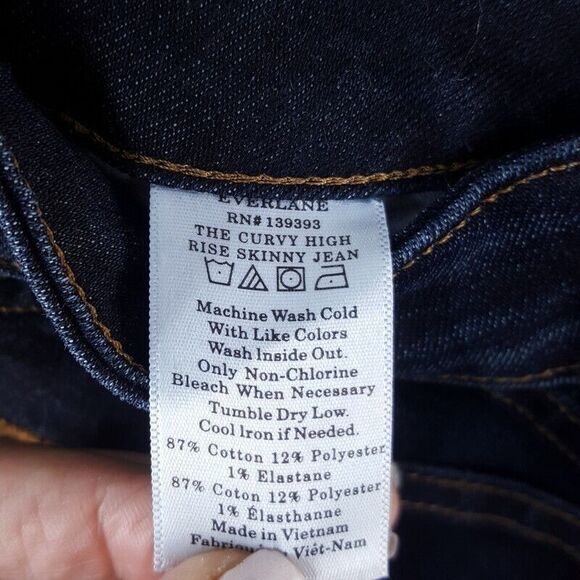 EVERLANE
RN# 139393
THE CURVY HIGH
RISE SKINNY JEAN
Machine Wash Cold
With Like Colors
Wash Inside Out.
Only Non-Chlorine
Bleach When Necessary
Tumble Dry Low.
Cool Iron if Needed.
87% Cotton 12% Polyester
1% Elastane
87% Coton 12% Polyester
1% Élasthanne
Made in Vietnam
Viêt-Nam